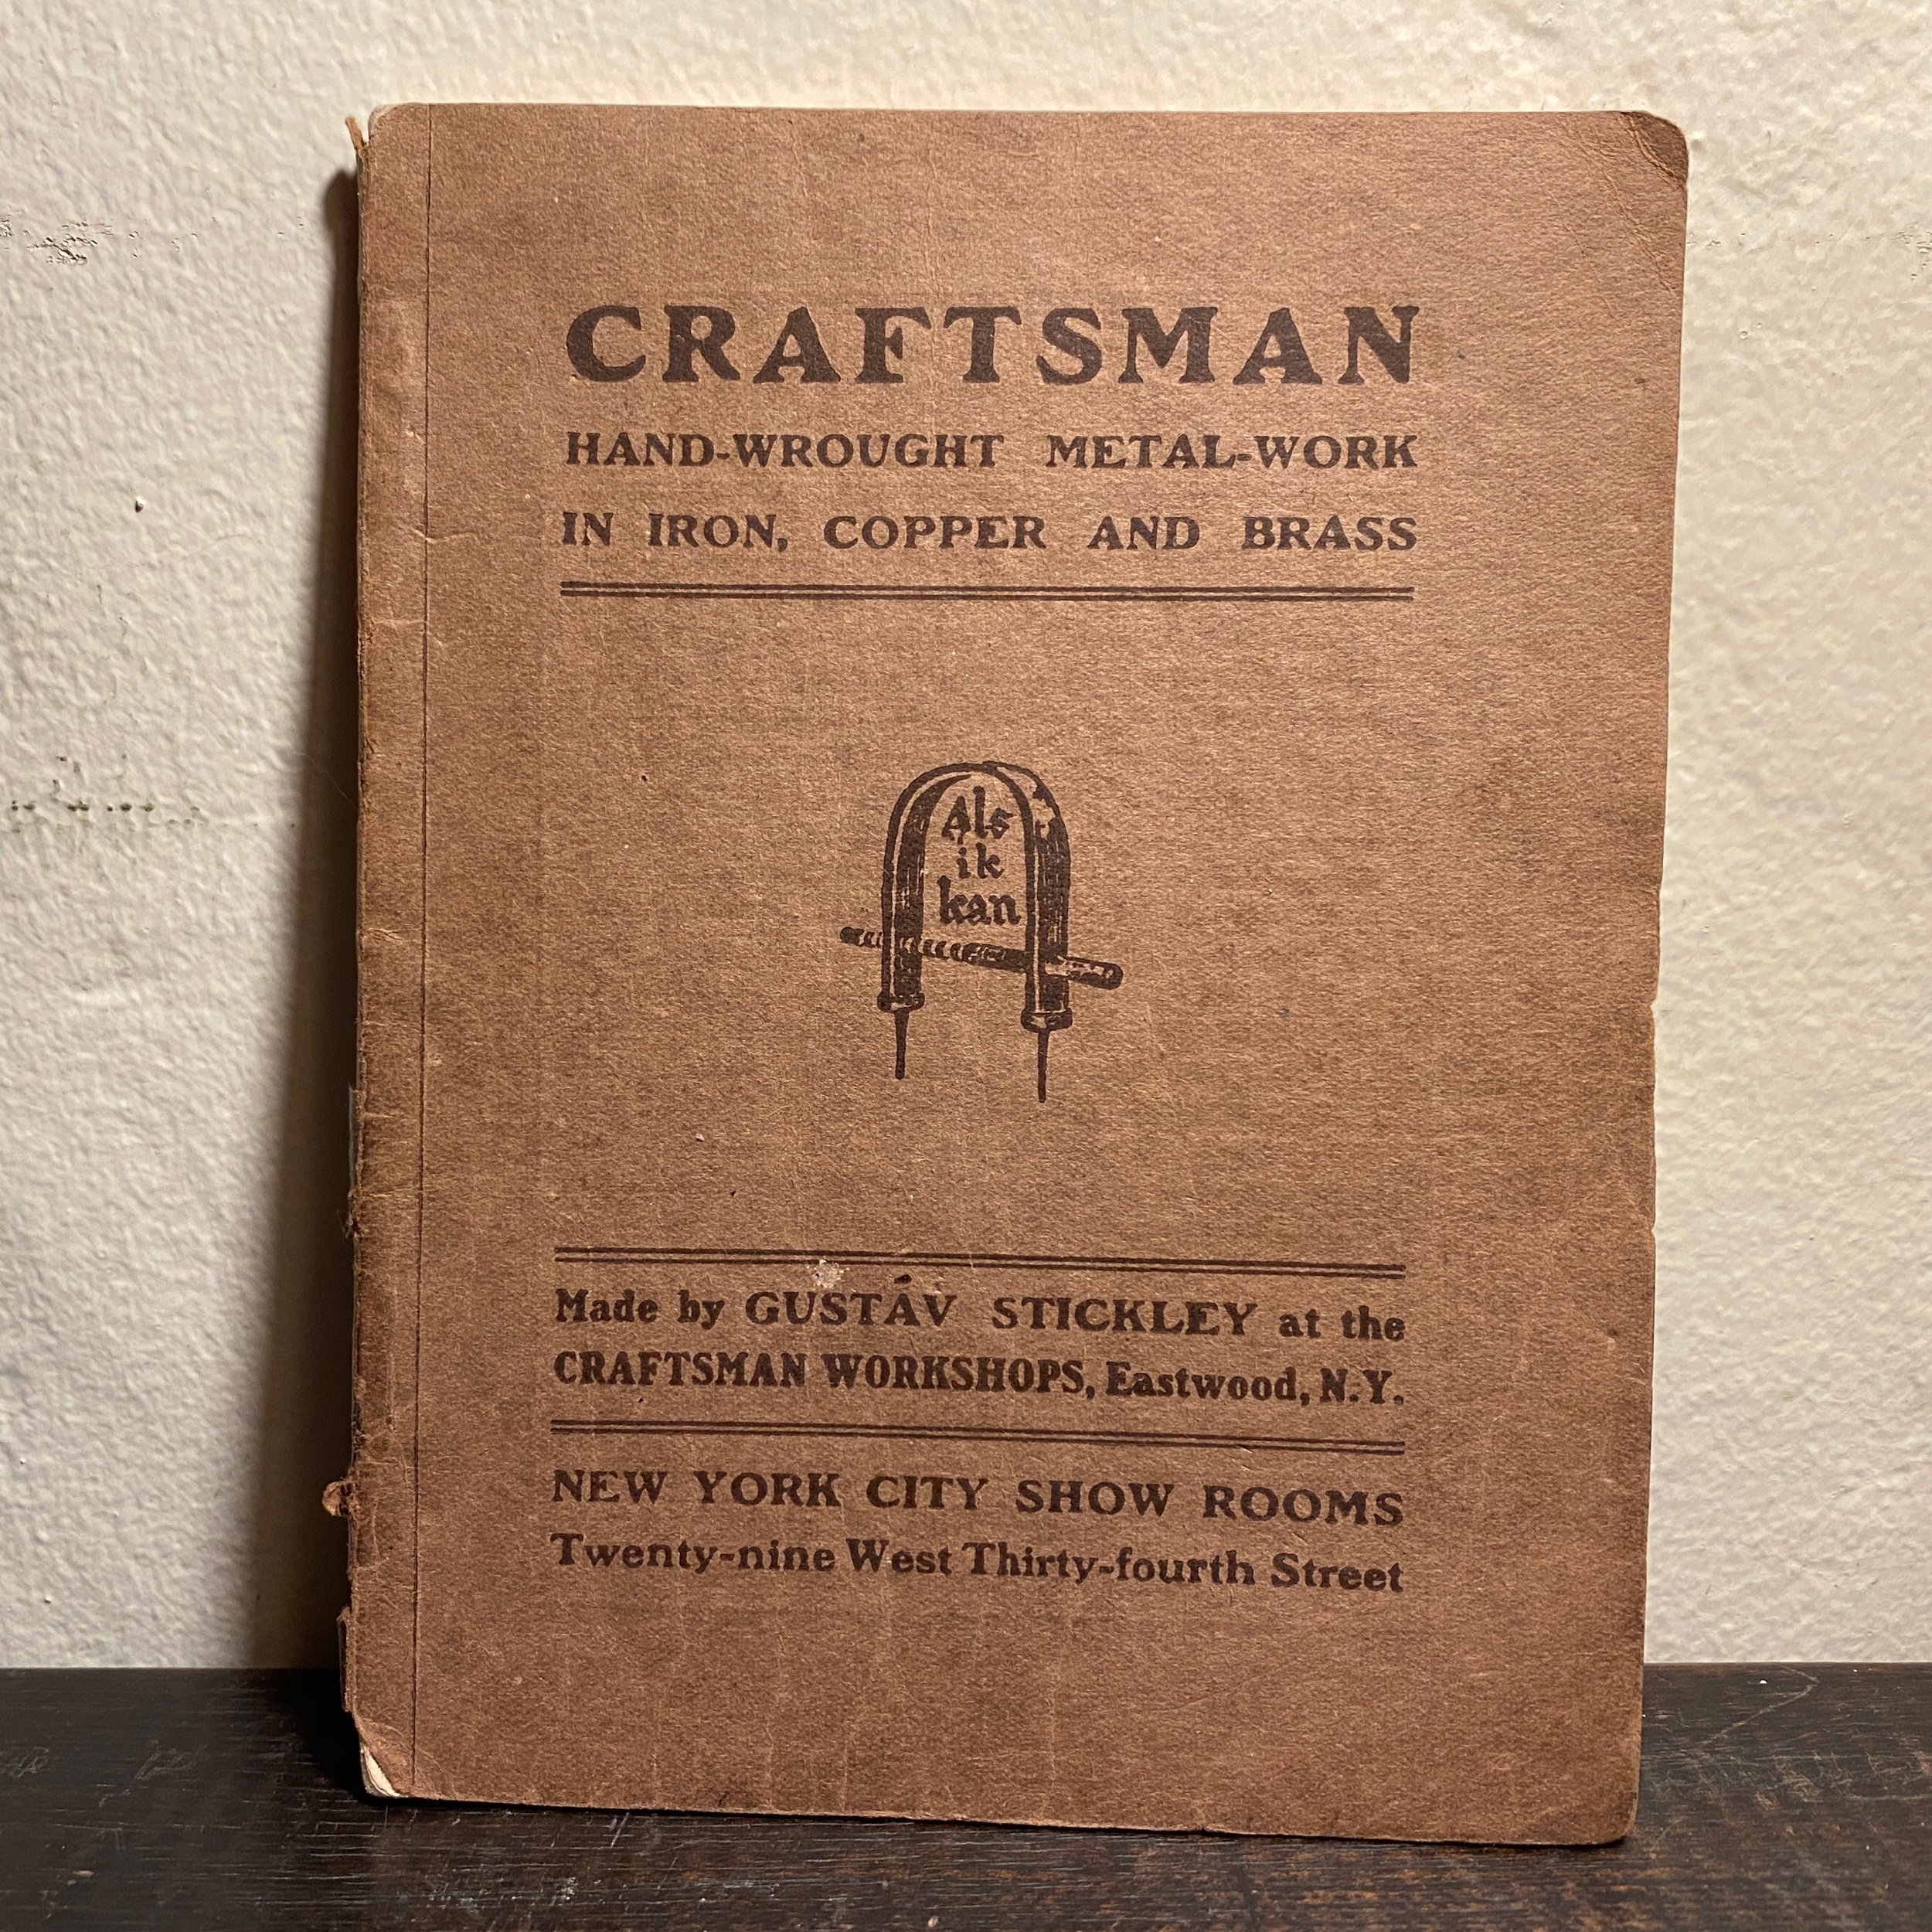 CRAFTSMAN
HAND-WROUGHT METAL-WORK
IN IRON, COPPER AND BRASS
Als
ik
kan
Made by GUSTÁV STICKLEY at the
CRAFTSMAN WORKSHOPS, Eastwood, N.Y.
NEW YORK CITY SHOW ROOMS
Twenty-nine West Thirty-fourth Street